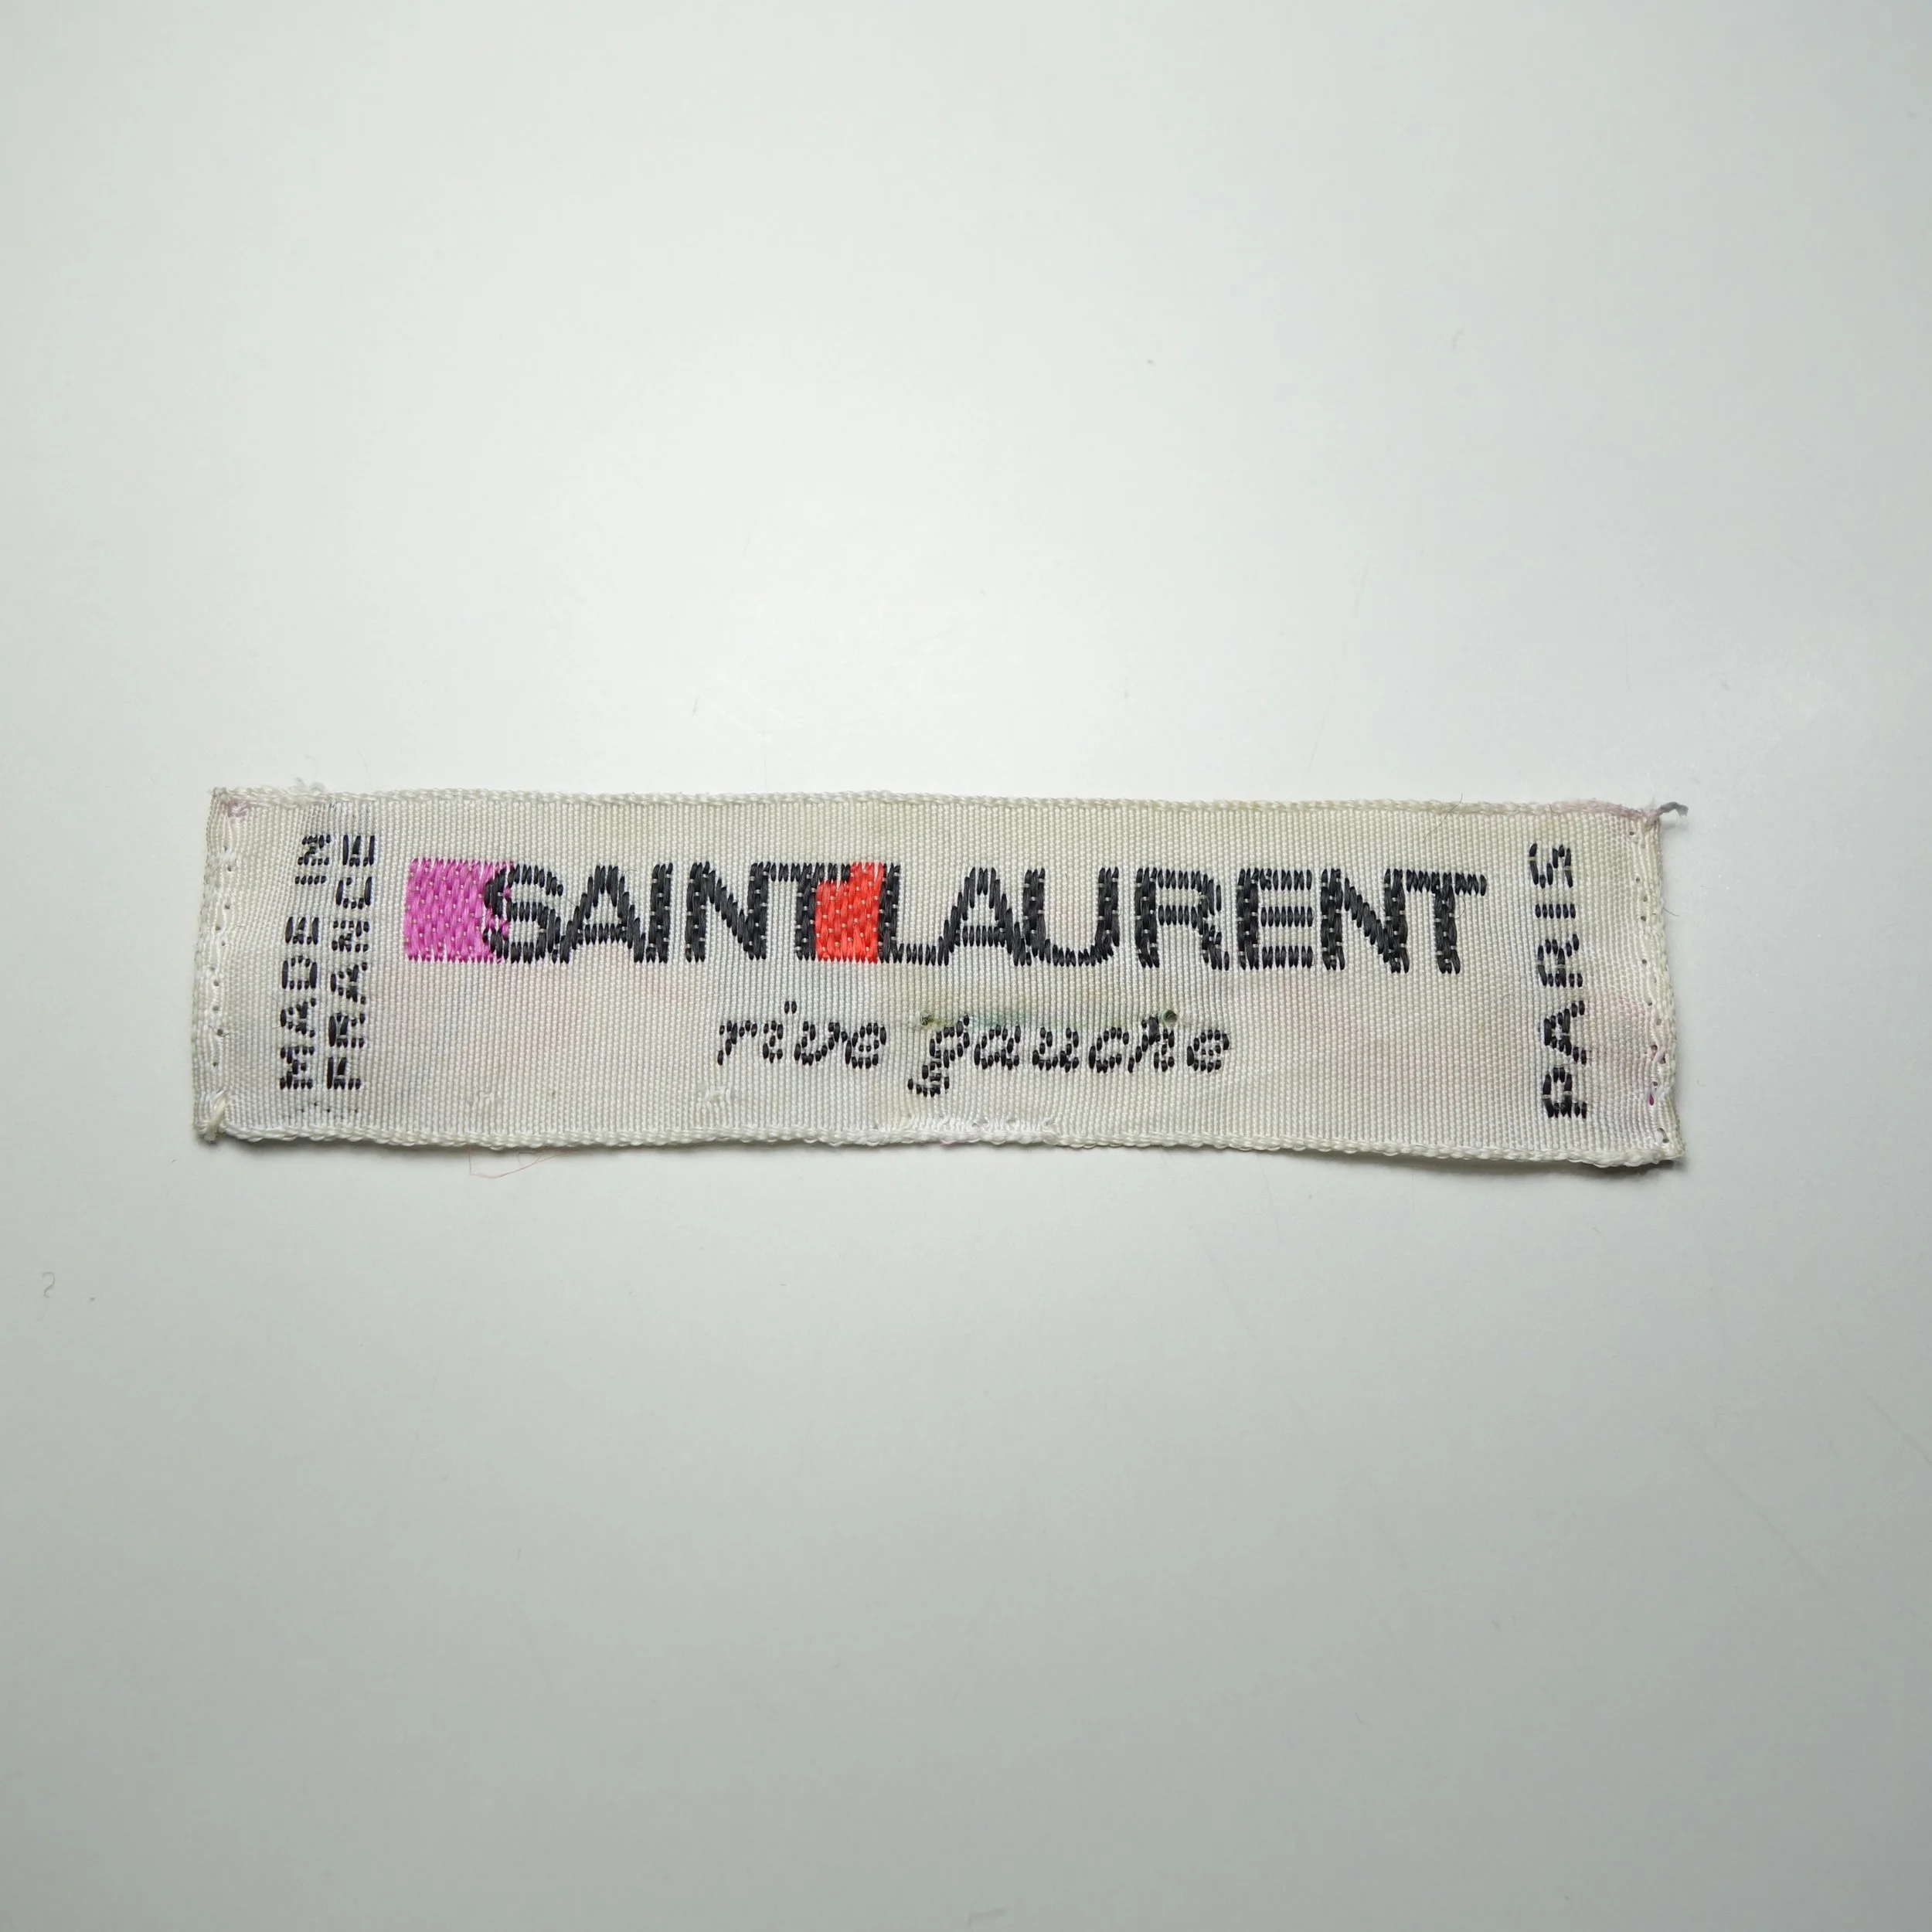 MADE IN
FRANCE
SAINT LAURENT
rive gauche
PARIS